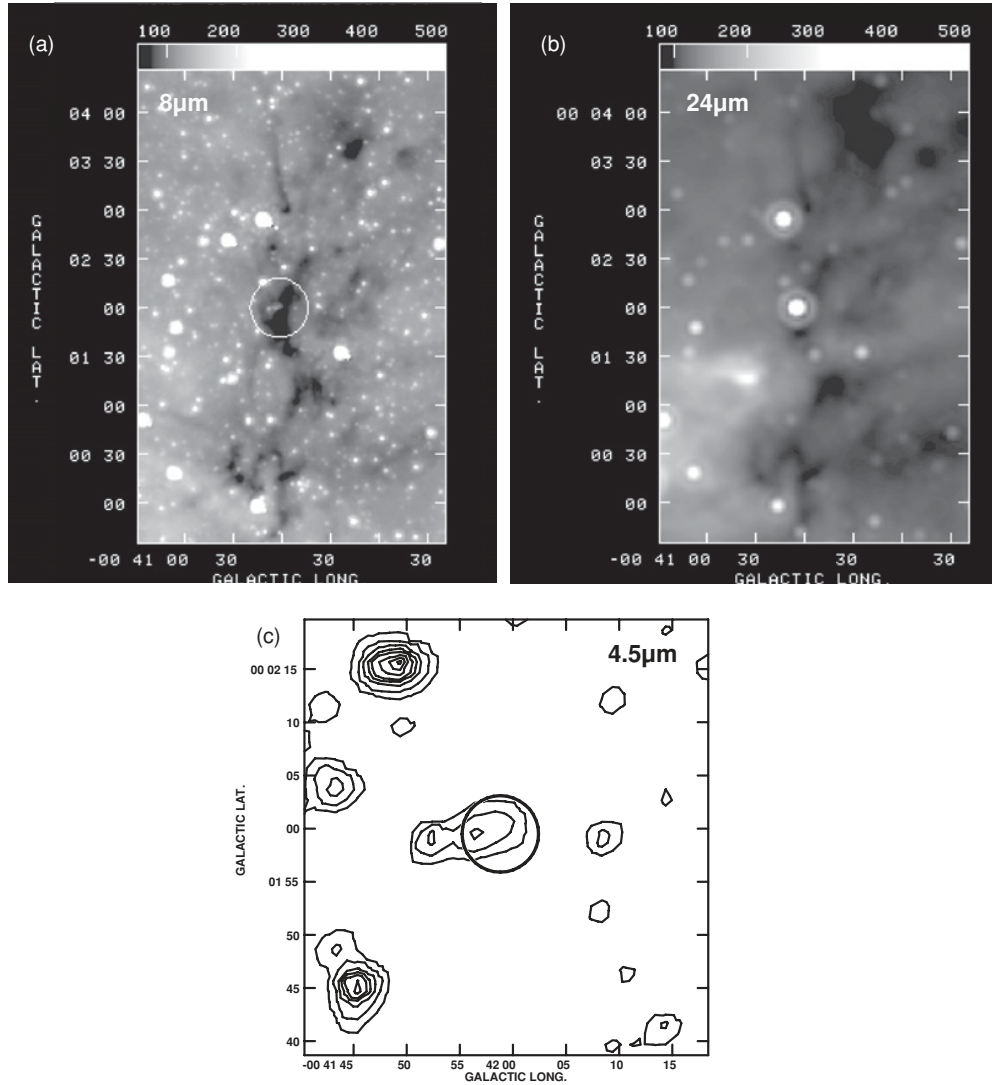 (a)
100 200 300 400 500
8µm
04 00
03 30
00
02 30
00
01 30
00
00 30
00
GALACTIC LAT.
-00 41 00 30 30 30
GALACTIC LONG.
(b)
100 200 300 400 500
24µm
00 04 00
03 30
00
02 30
00
01 30
00
00 30
00
GALACTIC LAT.
-00 41 00 30 30 30
GALACTIC LONG.
(c)
4.5µm
00 02 15
10
05
00
01 55
50
45
40
GALACTIC LAT.
-00 41 45 50 55 42 00 05 10 15
GALACTIC LONG.